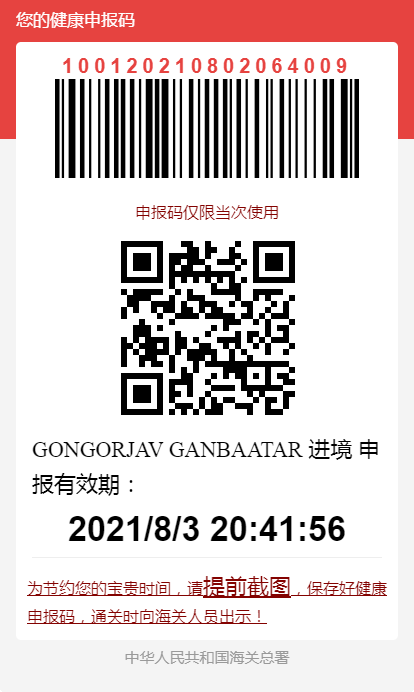 您的健康申报码
100120210802064009
申报码仅限当次使用
GONGORJAV GANBAATAR 进境 申
报有效期：
2021/8/3 20:41:56
为节约您的宝贵时间，请提前截图，保存好健康
申报码，通关时向海关人员出示！
中华人民共和国海关总署